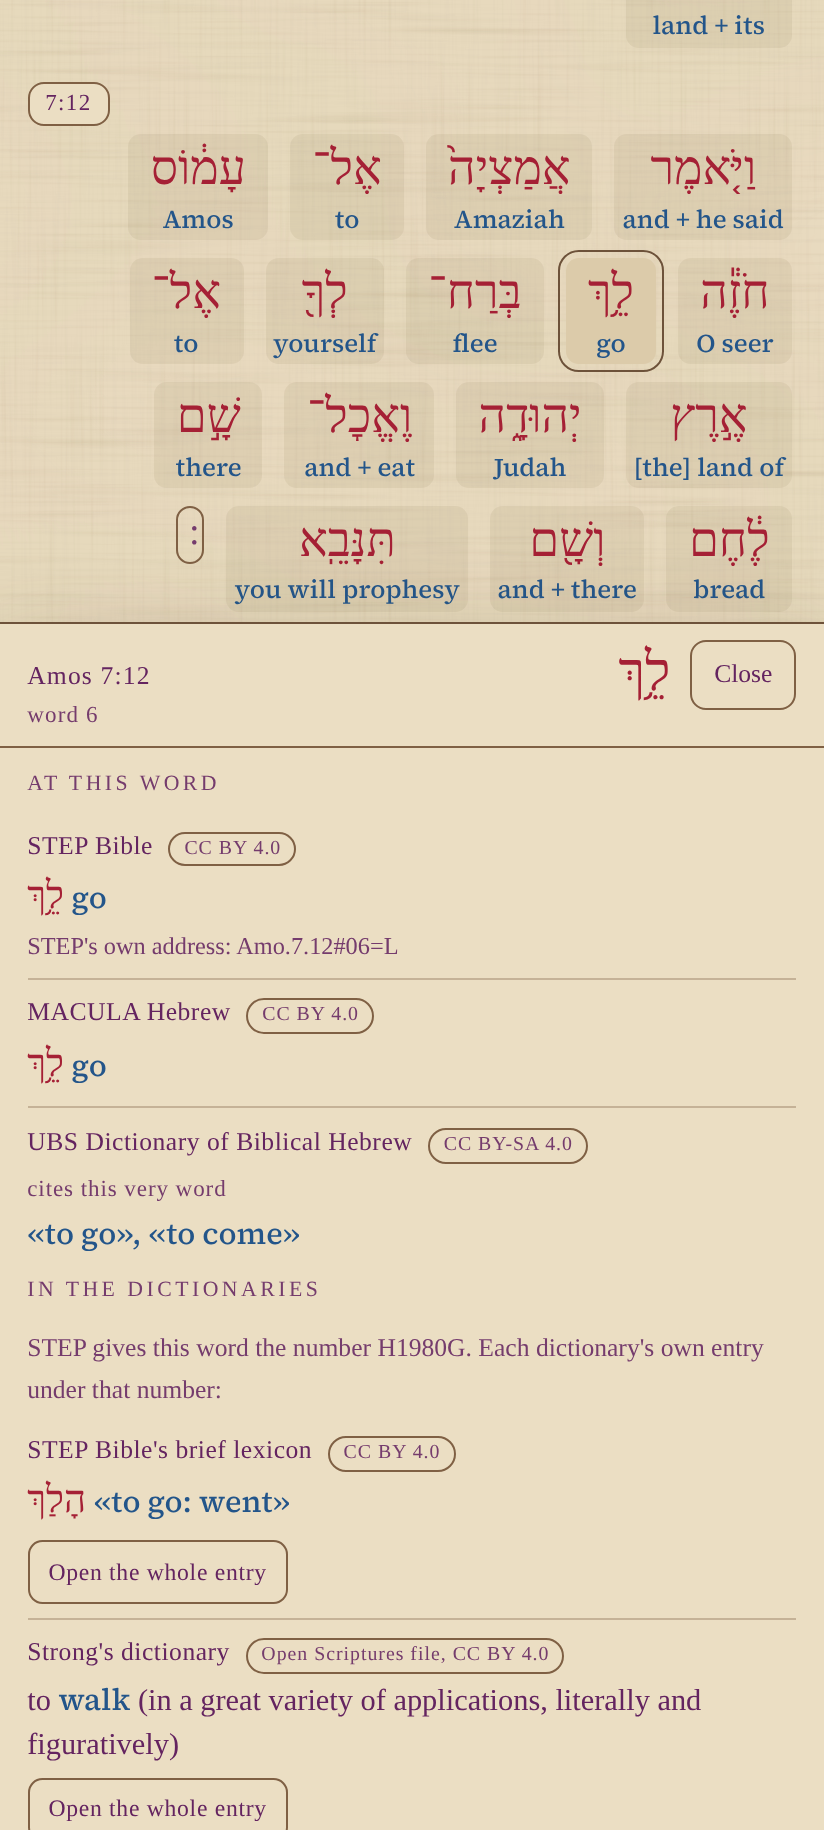 land + its
7:12
וַיֹּ֤אמֶר אֲמַצְיָה֙ אֶל־ עָמ֔וֹס
and + he said Amaziah to Amos
חֹזֶ֕ה לֵ֥ךְ בְּרַח־ לְךָ֖ אֶל־
O seer go flee yourself to
אֶ֣רֶץ יְהוּדָ֑ה וֶאֱכָל־ שָׁ֣ם
[the] land of Judah and + eat there
לֶ֔חֶם וְשָׁ֖ם תִּנָּבֵֽא ׃
bread and + there you will prophesy
Amos 7:12 לֵ֥ךְ Close
word 6
AT THIS WORD
STEP Bible CC BY 4.0
לֵ֥ךְ go
STEP's own address: Amo.7.12#06=L
MACULA Hebrew CC BY 4.0
לֵ֥ךְ go
UBS Dictionary of Biblical Hebrew CC BY-SA 4.0
cites this very word
«to go», «to come»
IN THE DICTIONARIES
STEP gives this word the number H1980G. Each dictionary's own entry
under that number:
STEP Bible's brief lexicon CC BY 4.0
הָלַךְ «to go: went»
Open the whole entry
Strong's dictionary Open Scriptures file, CC BY 4.0
to walk (in a great variety of applications, literally and
figuratively)
Open the whole entry